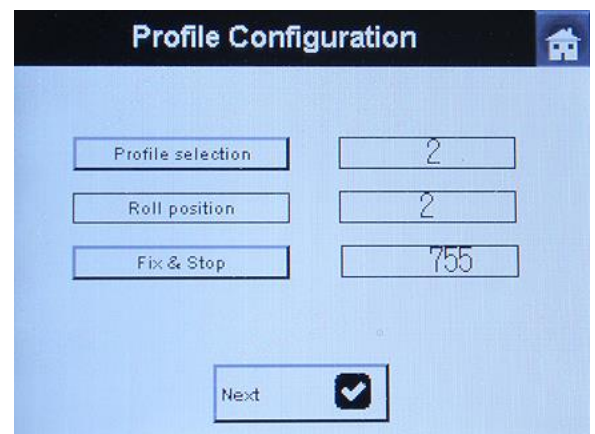 Profile Configuration
Profile selection 2
Roll position 2
Fix & Stop 755
Next